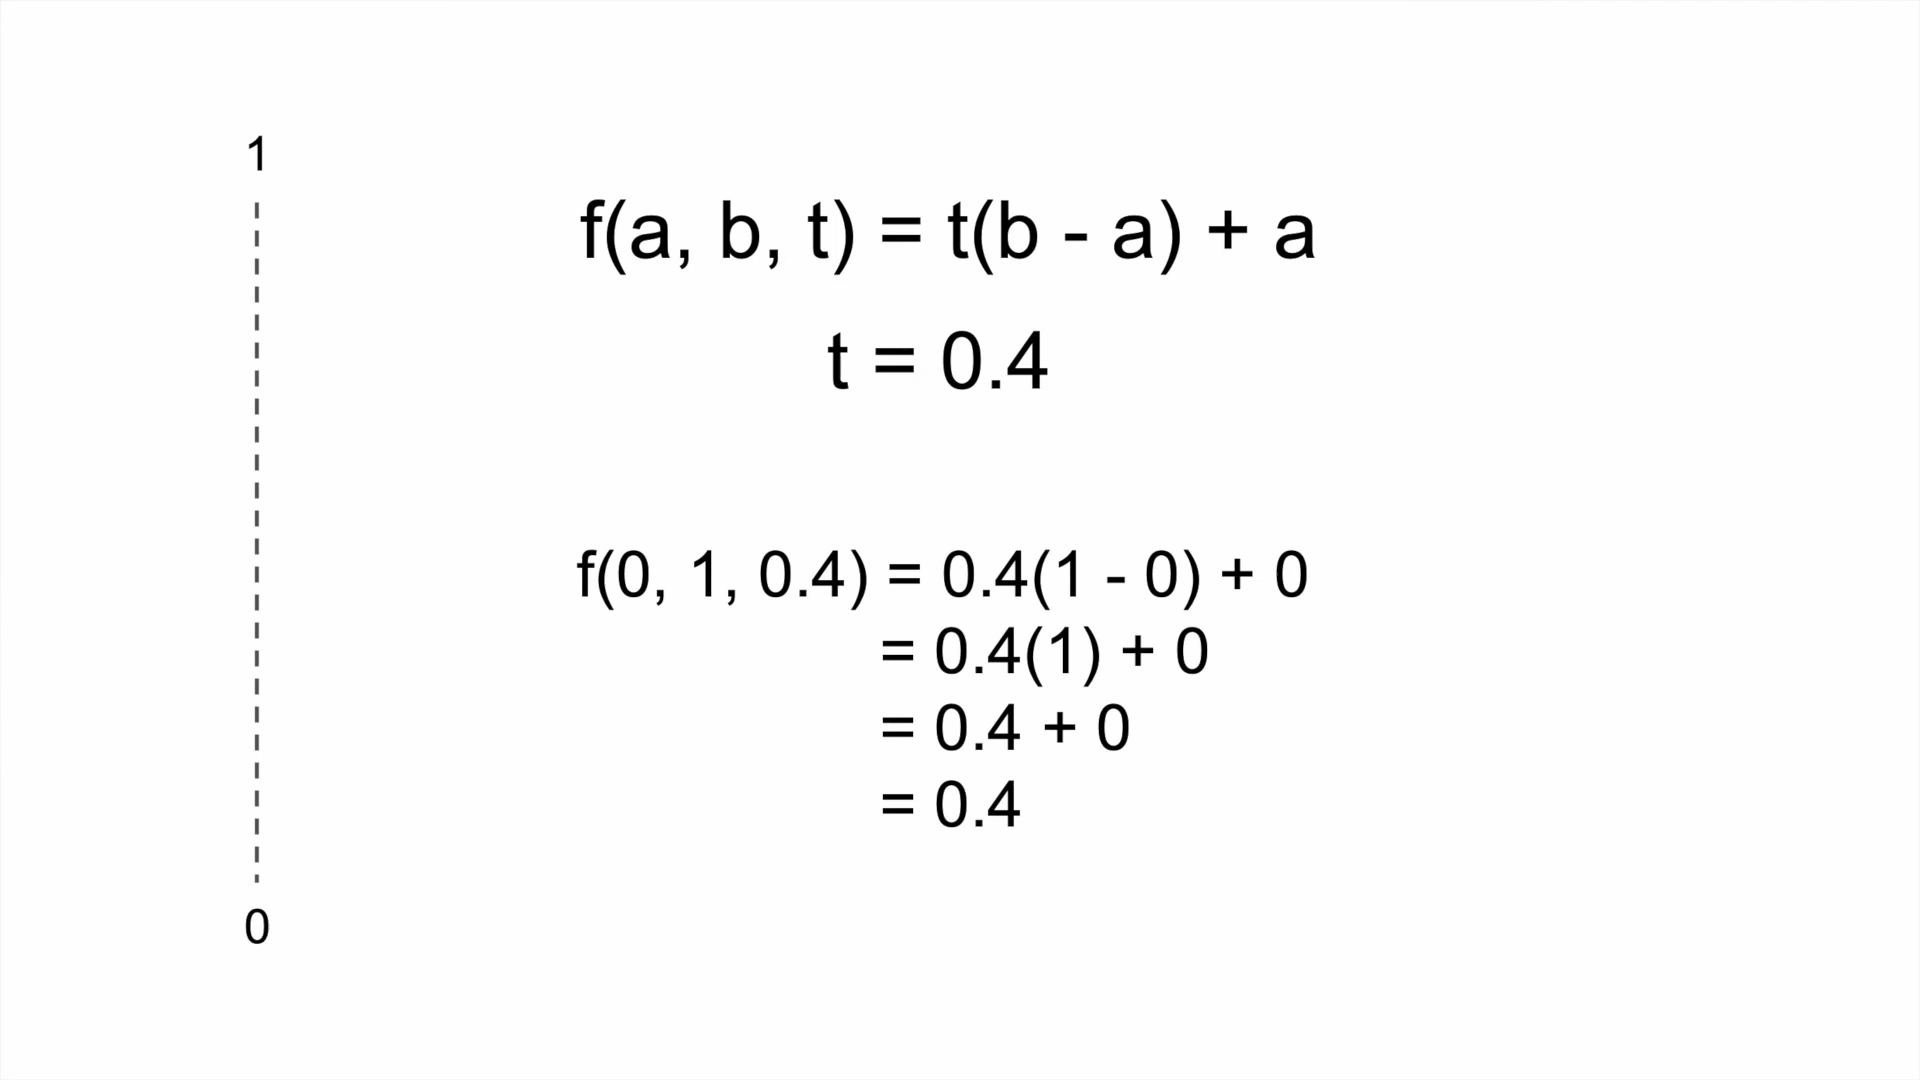 1
f(a, b, t) = t(b - a) + a
t = 0.4
f(0, 1, 0.4) = 0.4(1 - 0) + 0
= 0.4(1) + 0
= 0.4 + 0
= 0.4
0